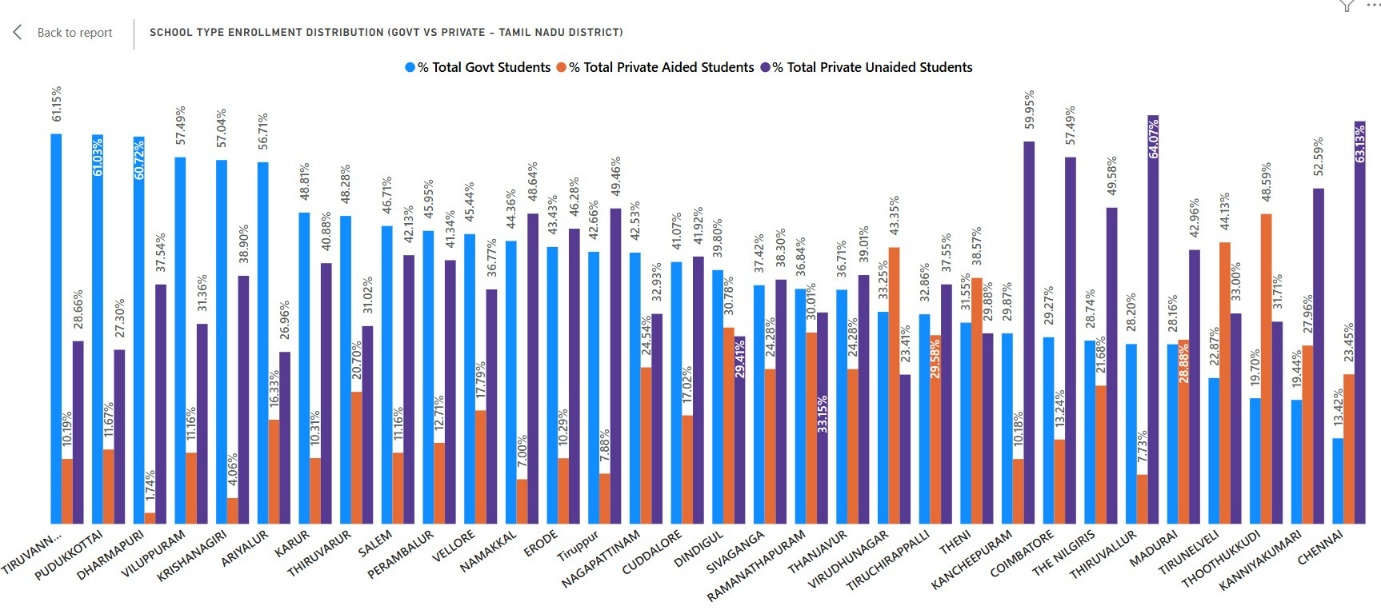 Back to report
SCHOOL TYPE ENROLLMENT DISTRIBUTION (GOVT VS PRIVATE - TAMIL NADU DISTRICT)
% Total Govt Students % Total Private Aided Students % Total Private Unaided Students
61.15% 10.19% 28.66%
61.03% 11.67% 27.30%
60.72% 1.74% 37.54%
57.49% 11.16% 31.36%
57.04% 4.06% 38.90%
56.71% 16.33% 26.96%
48.81% 10.31% 40.88%
48.28% 20.70% 31.02%
46.71% 11.16% 42.13%
45.95% 12.71% 41.34%
45.44% 17.79% 36.77%
44.36% 7.00% 48.64%
43.43% 10.29% 46.28%
42.66% 7.88% 49.46%
42.53% 24.54% 32.93%
41.07% 17.02% 41.92%
39.80% 30.78% 29.41%
37.42% 24.28% 38.30%
36.84% 30.01% 33.15%
36.71% 24.28% 39.01%
33.25% 43.35% 23.41%
32.86% 29.58% 37.55%
31.55% 38.57% 29.88%
29.87% 10.18% 59.95%
29.27% 13.24% 57.49%
28.74% 21.68% 49.58%
28.20% 7.73% 64.07%
28.16% 28.88% 42.96%
22.87% 44.13% 33.00%
19.70% 48.59% 31.71%
19.44% 27.96% 52.59%
13.42% 23.45% 63.13%
TIRUVANN...
PUDUKKOTTAI
DHARMAPURI
VILUPPURAM
KRISHANAGIRI
ARIYALUR
KARUR
THIRUVARUR
SALEM
PERAMBALUR
VELLORE
NAMAKKAL
ERODE
Tiruppur
NAGAPATTINAM
CUDDALORE
DINDIGUL
SIVAGANGA
RAMANATHAPURAM
THANJAVUR
VIRUDHUNAGAR
TIRUCHIRAPPALLI
THENI
KANCHEEPURAM
COIMBATORE
THE NILGIRIS
THIRUVALLUR
MADURAI
TIRUNELVELI
THOOTHUKKUDI
KANNIYAKUMARI
CHENNAI